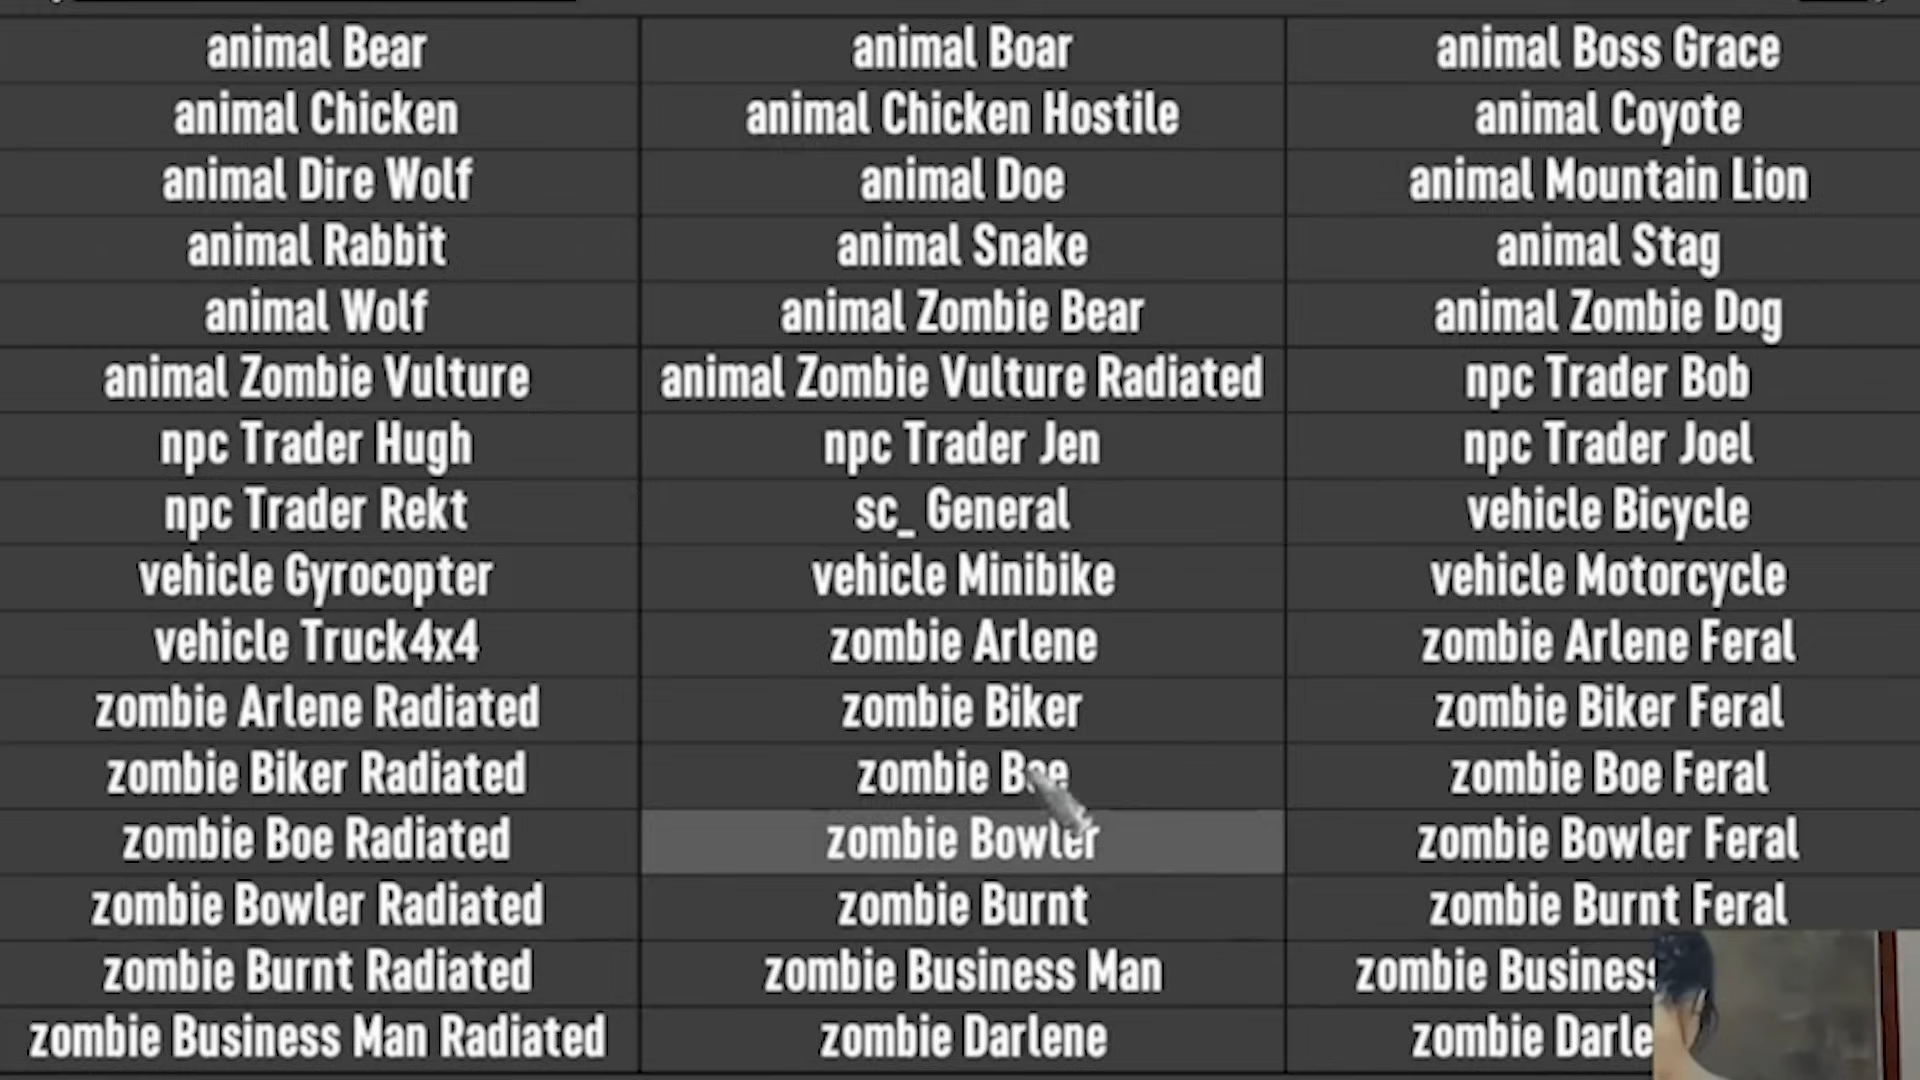 animal Bear
animal Boar
animal Boss Grace
animal Chicken
animal Chicken Hostile
animal Coyote
animal Dire Wolf
animal Doe
animal Mountain Lion
animal Rabbit
animal Snake
animal Stag
animal Wolf
animal Zombie Bear
animal Zombie Dog
animal Zombie Vulture
animal Zombie Vulture Radiated
npc Trader Bob
npc Trader Hugh
npc Trader Jen
npc Trader Joel
npc Trader Rekt
sc_ General
vehicle Bicycle
vehicle Gyrocopter
vehicle Minibike
vehicle Motorcycle
vehicle Truck4x4
zombie Arlene
zombie Arlene Feral
zombie Arlene Radiated
zombie Biker
zombie Biker Feral
zombie Biker Radiated
zombie Boe
zombie Boe Feral
zombie Boe Radiated
zombie Bowler
zombie Bowler Feral
zombie Bowler Radiated
zombie Burnt
zombie Burnt Feral
zombie Burnt Radiated
zombie Business Man
zombie Business
zombie Business Man Radiated
zombie Darlene
zombie Darle